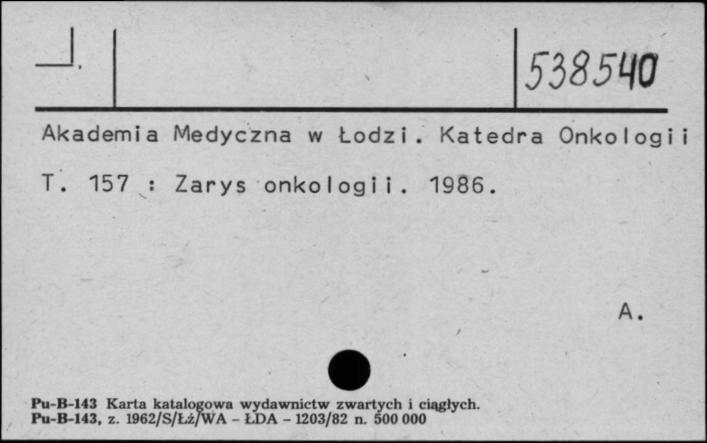 538540
Akademia Medyczna w Łodzi. Katedra Onkologii
T. 157 : Zarys onkologii. 1986.
A.
Pu-B-143 Karta katalogowa wydawnictw zwartych i ciągłych.
Pu-B-143, z. 1962/S/Łż/WA – ŁDA – 1203/82 n. 500 000